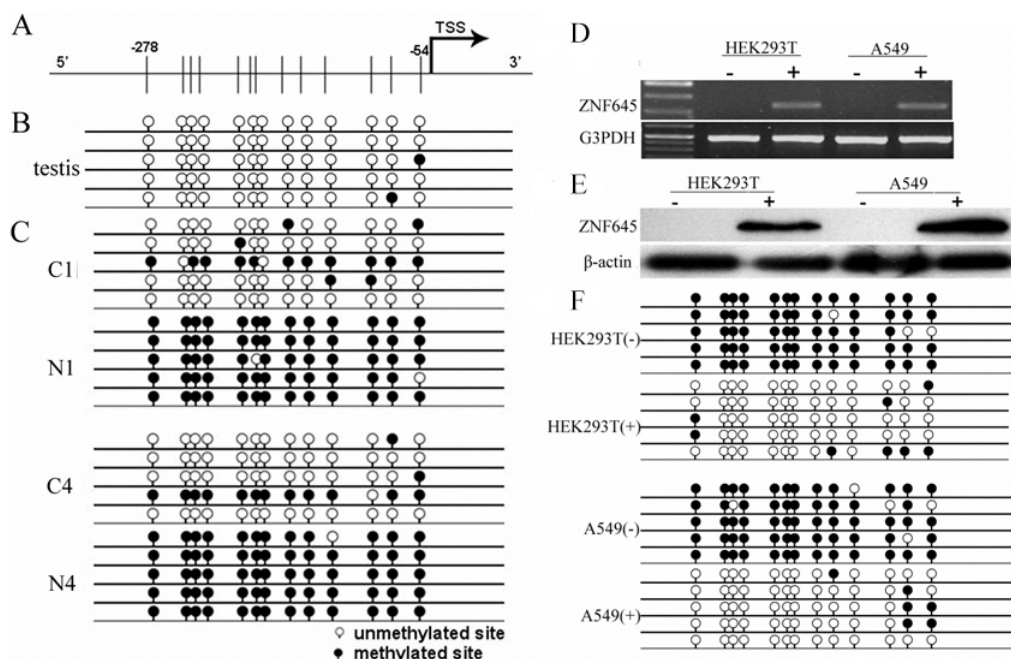 A
TSS
-278
-54
5'
3'
B
testis
C
C1
N1
C4
N4
unmethylated site
methylated site
D
HEK293T
A549
-
+
-
+
ZNF645
G3PDH
E
HEK293T
A549
-
+
-
+
ZNF645
β-actin
F
HEK293T(-)
HEK293T(+)
A549(-)
A549(+)